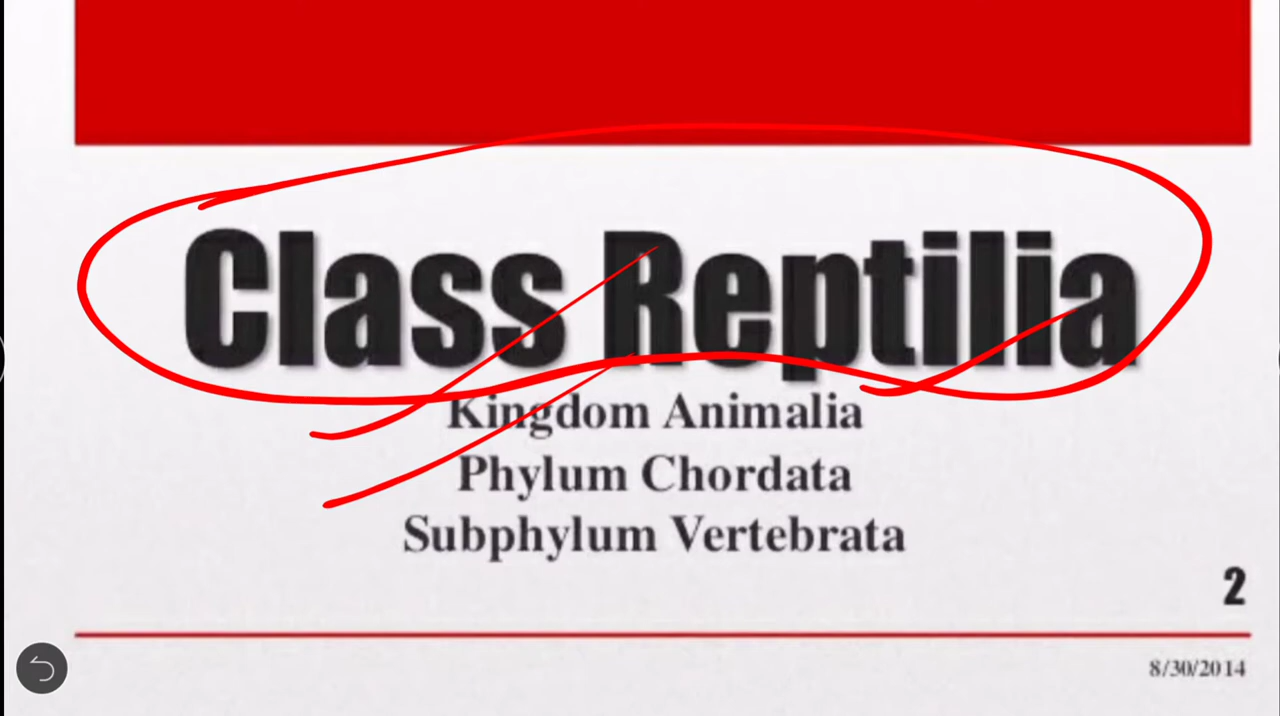 Class Reptilia
Kingdom Animalia
Phylum Chordata
Subphylum Vertebrata
2
8/30/2014